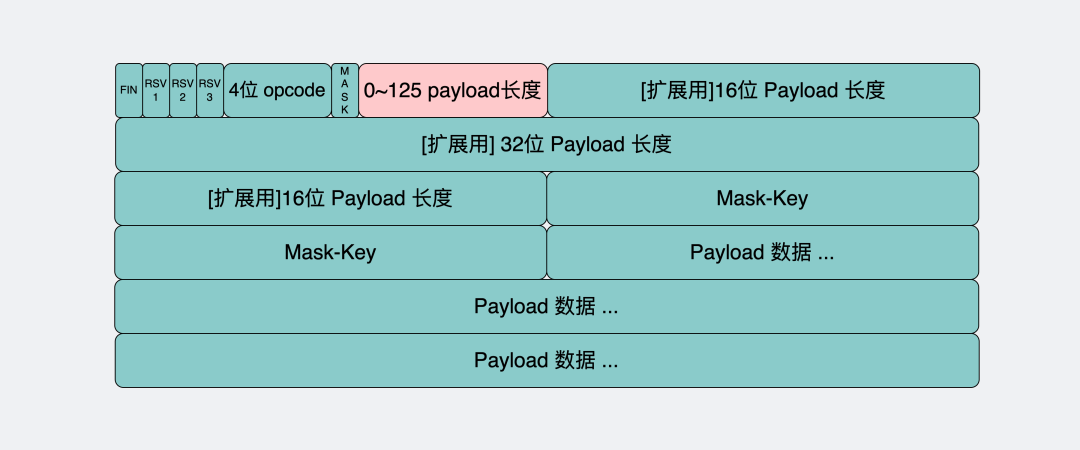 FIN
RSV
1
RSV
2
RSV
3
4位 opcode
M
A
S
K
0~125 payload长度
[扩展用]16位 Payload 长度
[扩展用] 32位 Payload 长度
[扩展用]16位 Payload 长度
Mask-Key
Mask-Key
Payload 数据 ...
Payload 数据 ...
Payload 数据 ...